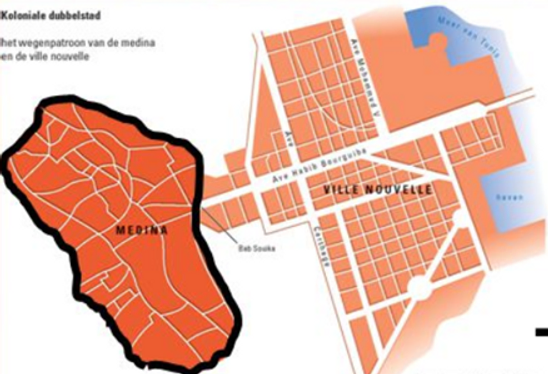 Koloniale dubbelstad
het wegenpatroon van de medina
en de ville nouvelle
Meer van Tunis
Ave Mohammed V
Ave
Ave Habib Bourguiba
VILLE NOUVELLE
haven
MEDINA
Bab Souika
Carthage